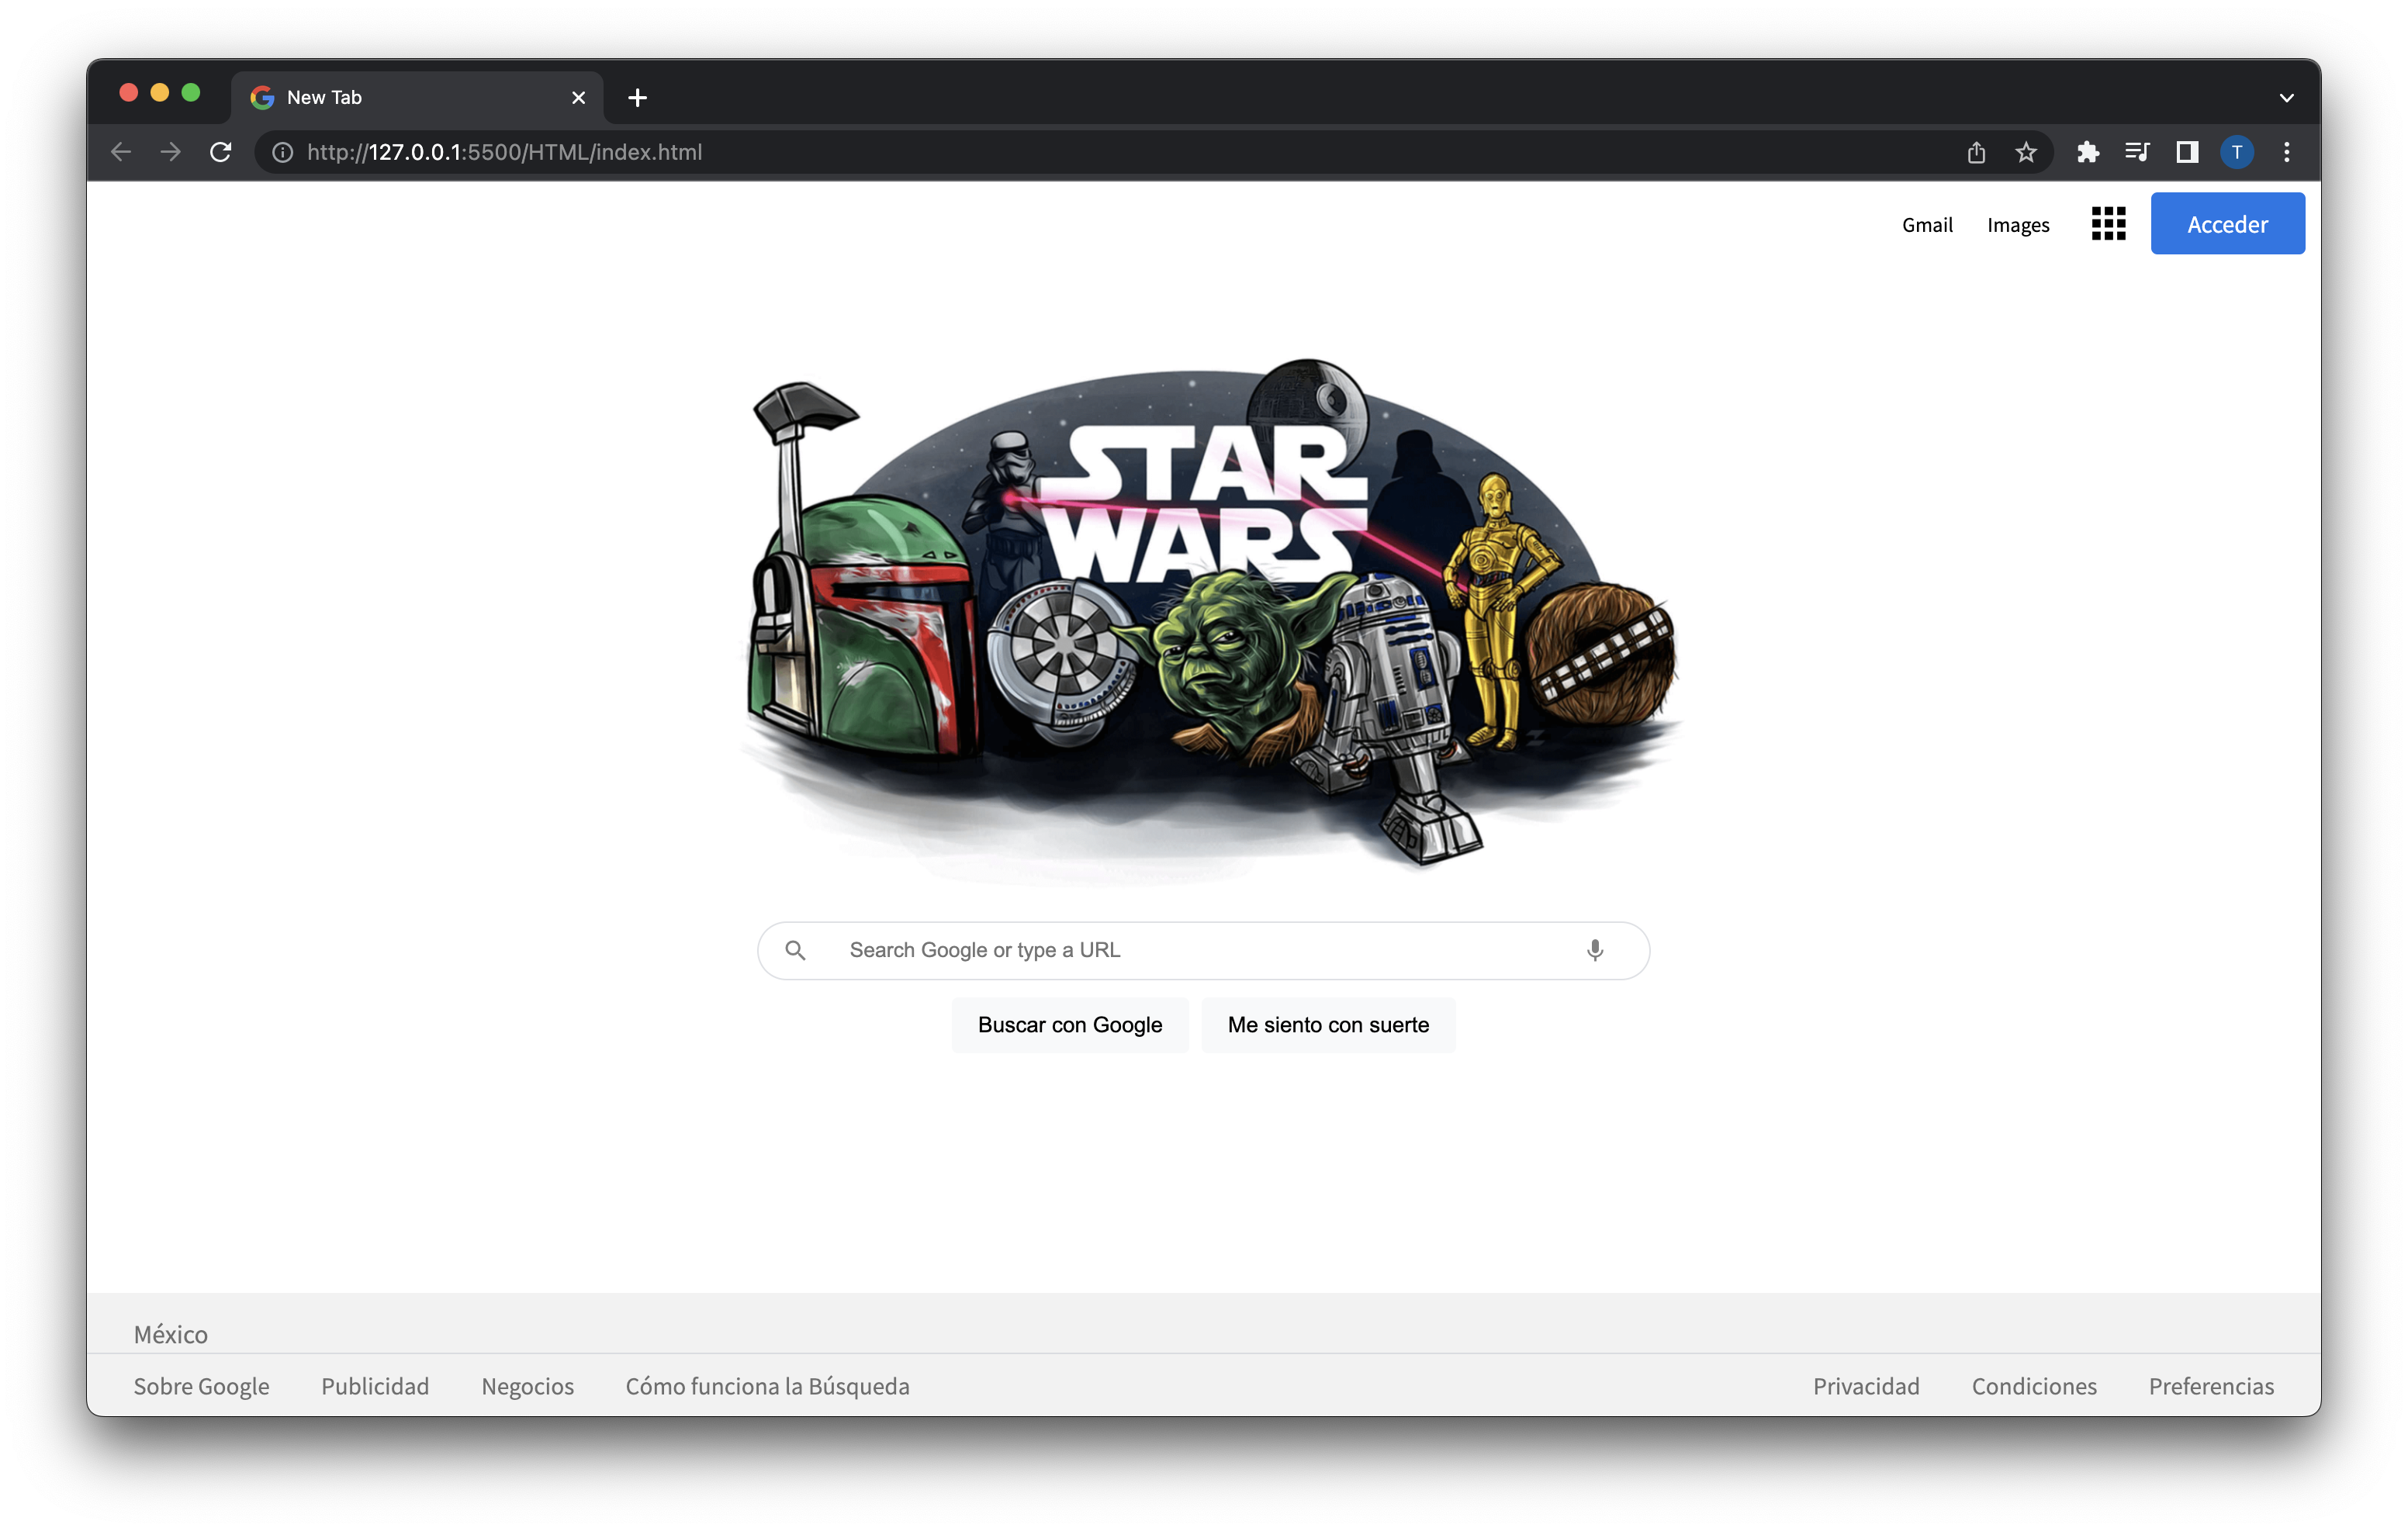 New Tab
http://127.0.0.1:5500/HTML/index.html
T
Gmail Images Acceder
STAR
WARS
Search Google or type a URL
Buscar con Google Me siento con suerte
México
Sobre Google Publicidad Negocios Cómo funciona la Búsqueda Privacidad Condiciones Preferencias